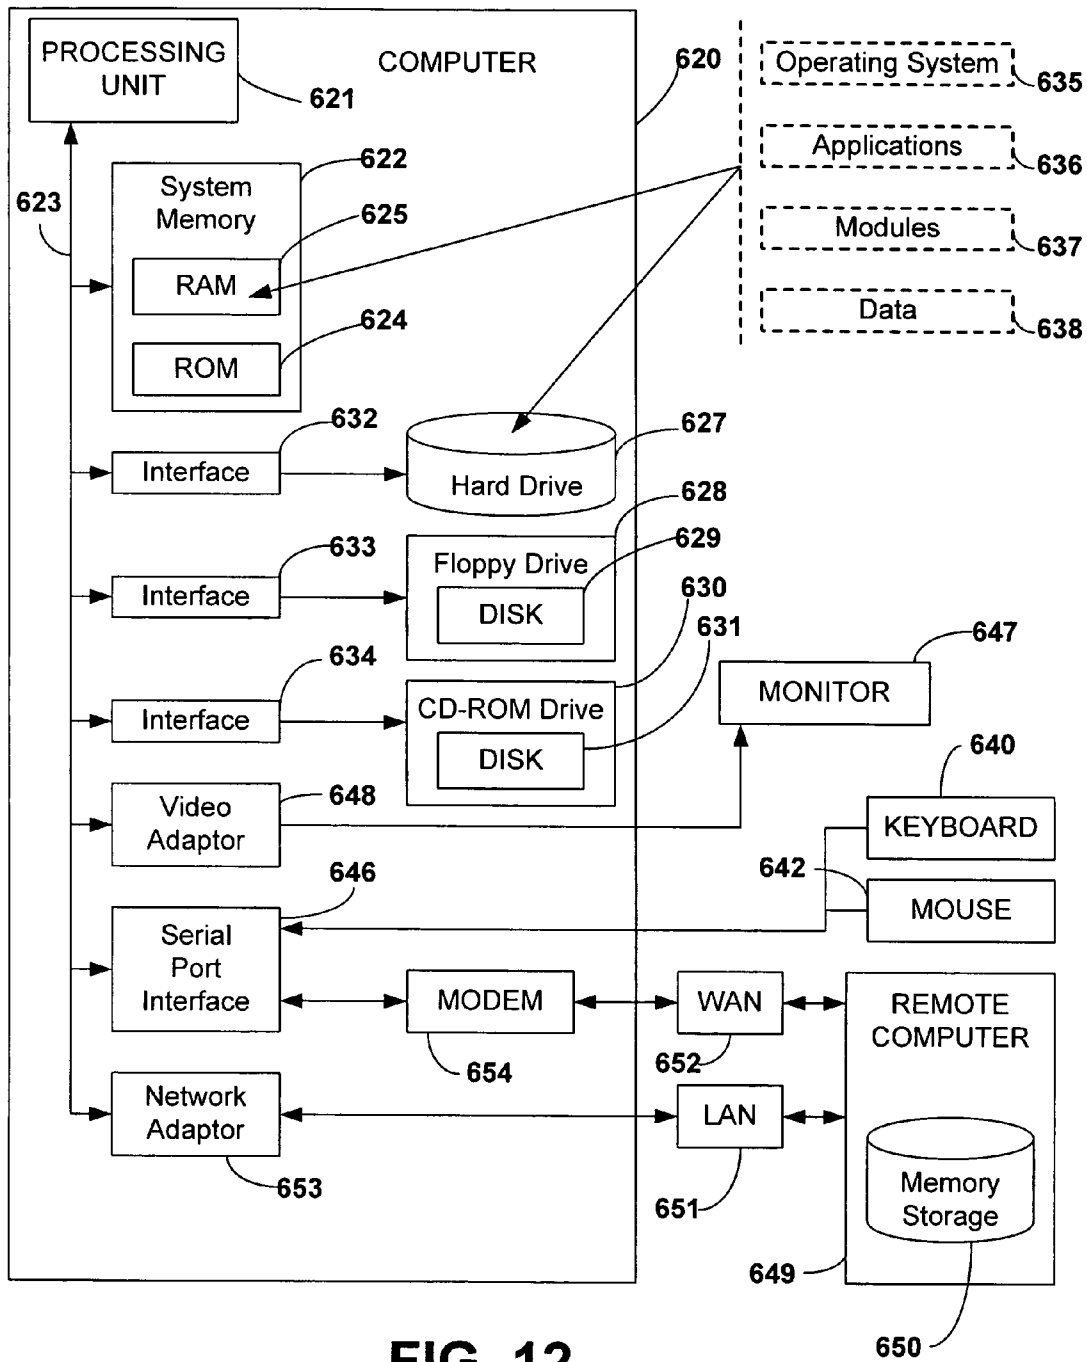 PROCESSING
UNIT
621
COMPUTER
620
Operating System
635
Applications
636
Modules
637
Data
638
623
622
System
Memory
625
RAM
624
ROM
632
Interface
627
Hard Drive
628
633
Interface
Floppy Drive
629
DISK
630
631
634
Interface
CD-ROM Drive
DISK
647
MONITOR
648
Video
Adaptor
640
KEYBOARD
642
MOUSE
646
Serial
Port
Interface
MODEM
654
WAN
652
REMOTE
COMPUTER
Network
Adaptor
653
LAN
651
Memory
Storage
649
650
FIG. 12